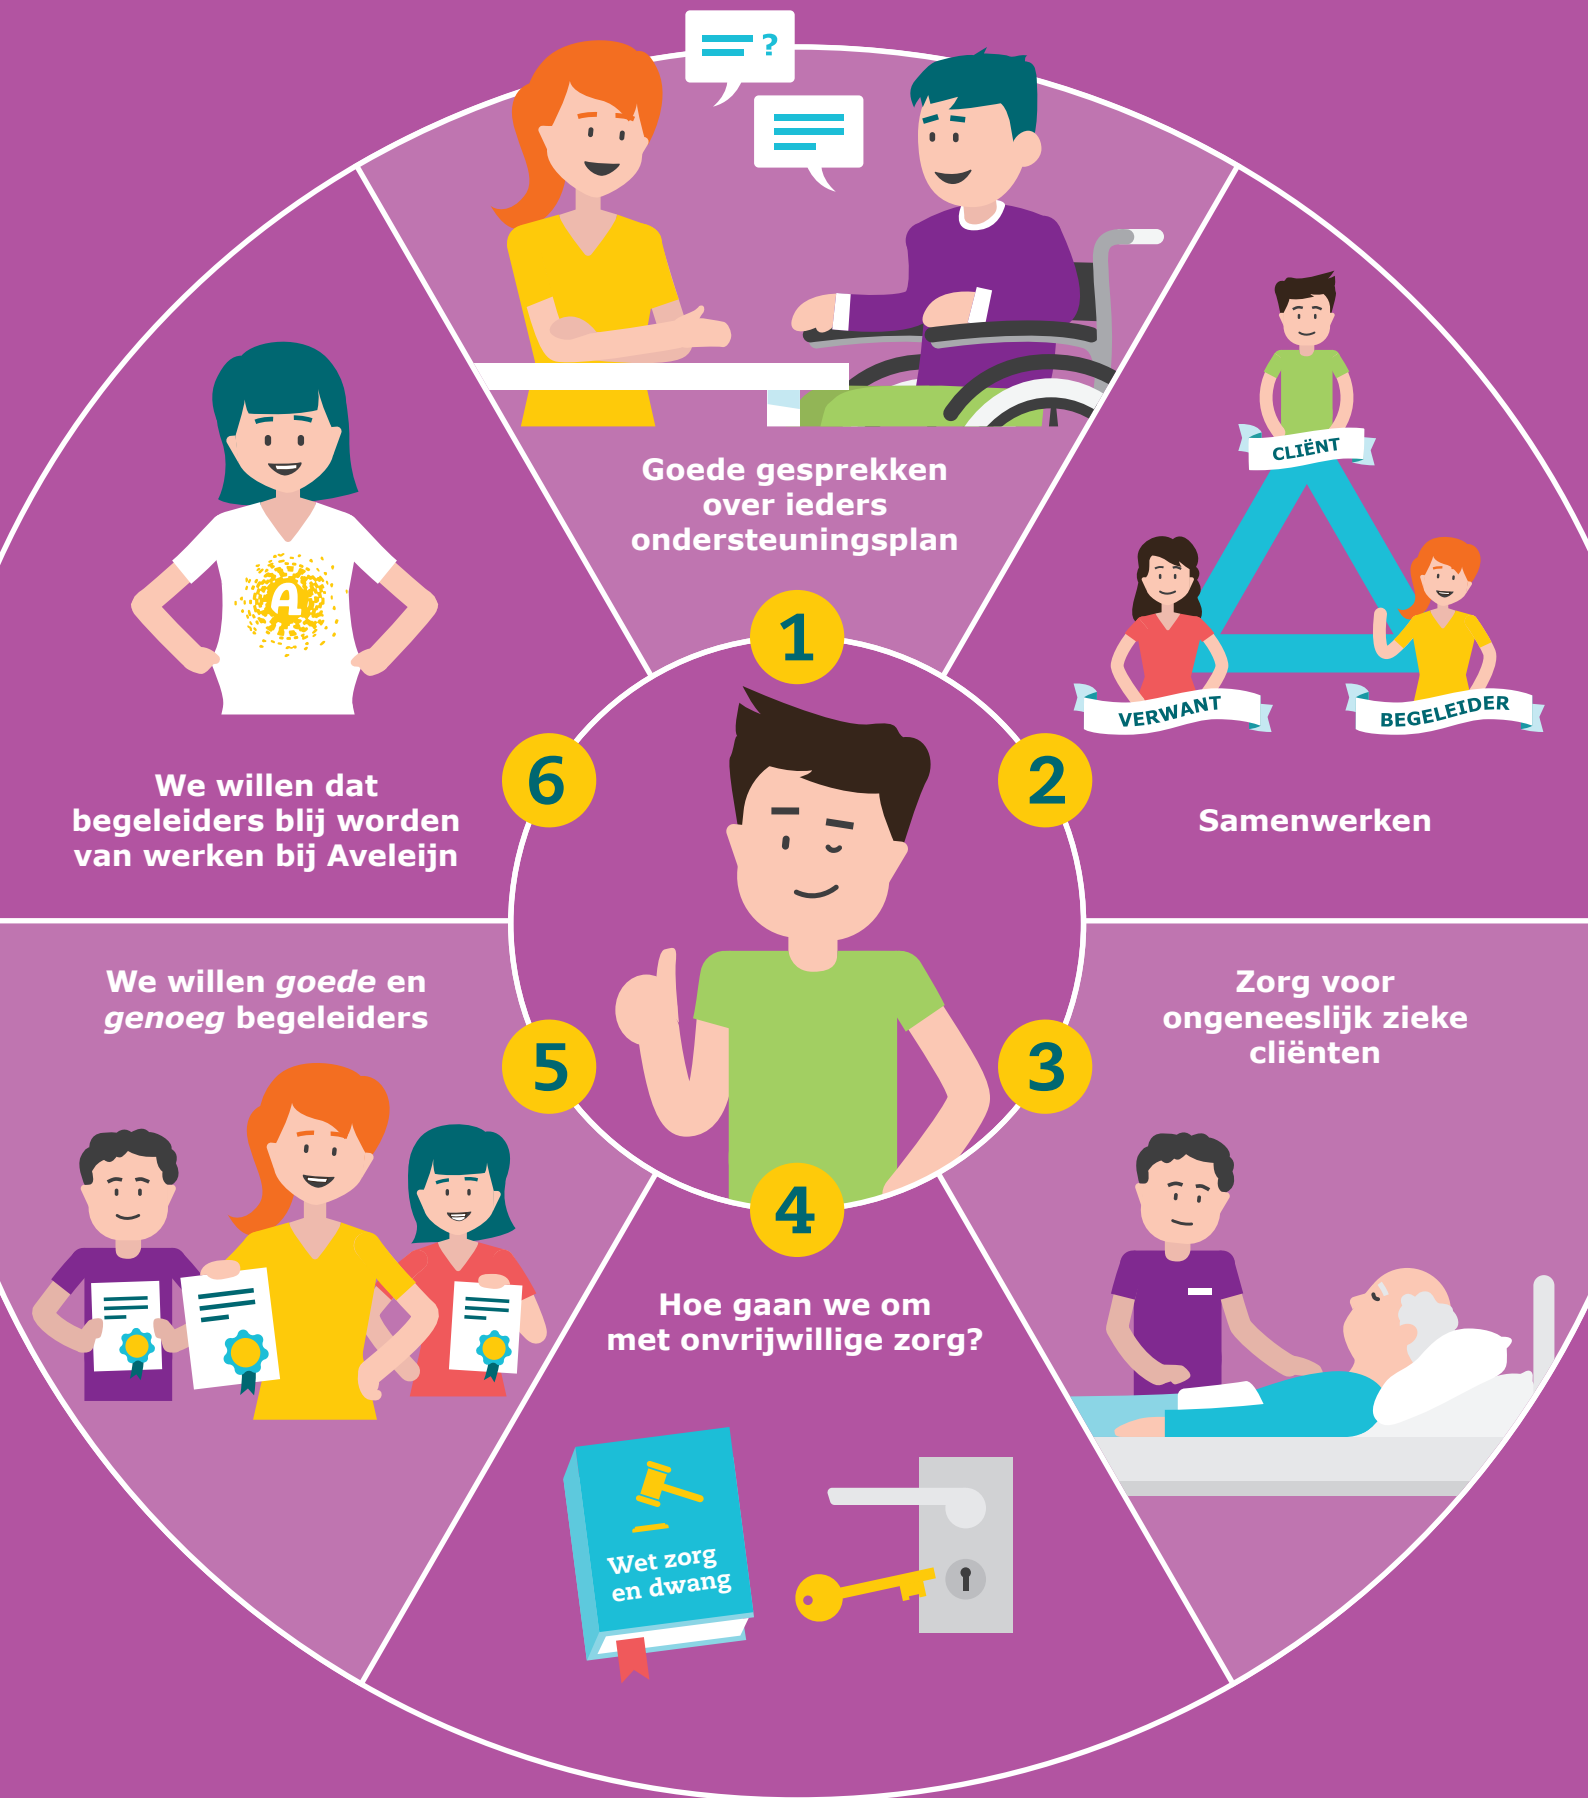 ?
Goede gesprekken
over ieders
ondersteuningsplan
1
CLIËNT
VERWANT
BEGELEIDER
2
Samenwerken
3
Zorg voor
ongeneeslijk zieke
cliënten
4
Hoe gaan we om
met onvrijwillige zorg?
Wet zorg
en dwang
5
We willen goede en
genoeg begeleiders
6
A
We willen dat
begeleiders blij worden
van werken bij Aveleijn